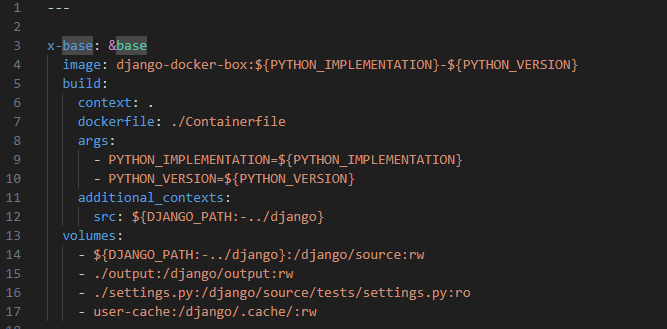 1 ---
2
3 x-base: &base
4   image: django-docker-box:${PYTHON_IMPLEMENTATION}-${PYTHON_VERSION}
5   build:
6     context: .
7     dockerfile: ./Containerfile
8     args:
9       - PYTHON_IMPLEMENTATION=${PYTHON_IMPLEMENTATION}
10       - PYTHON_VERSION=${PYTHON_VERSION}
11     additional_contexts:
12       src: ${DJANGO_PATH:-../django}
13   volumes:
14     - ${DJANGO_PATH:-../django}:/django/source:rw
15     - ./output:/django/output:rw
16     - ./settings.py:/django/source/tests/settings.py:ro
17     - user-cache:/django/.cache/:rw